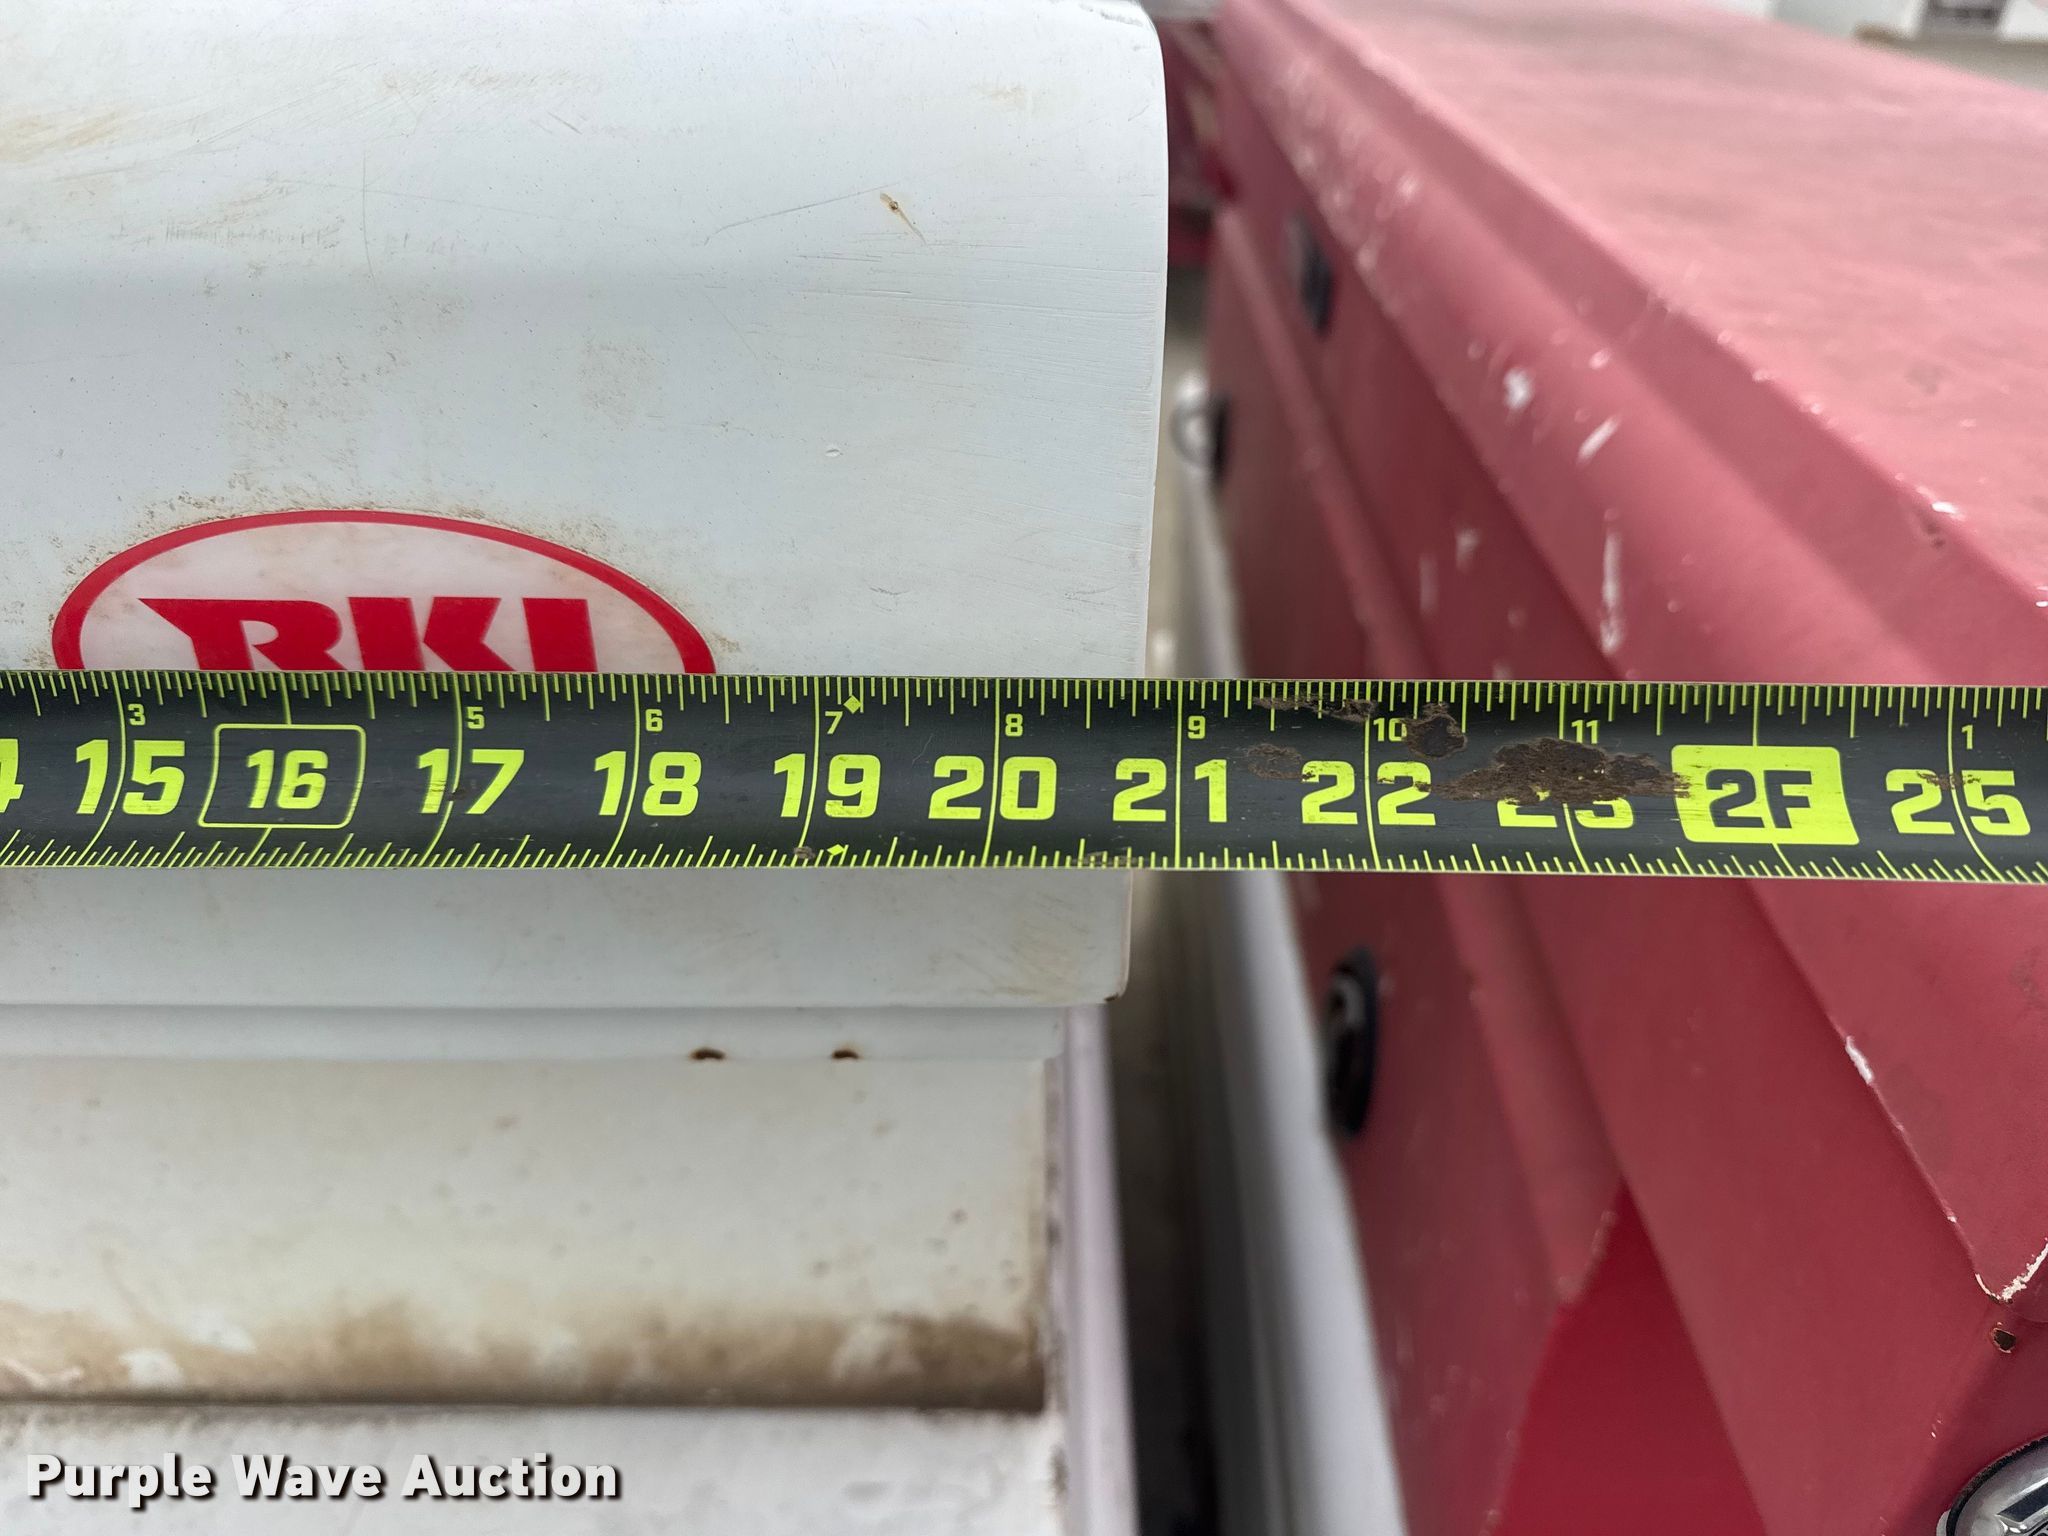 RKI
3 5 6 7 8 9 10 11 1
15 16 17 18 19 20 21 22 23 2F 25
Purple Wave Auction